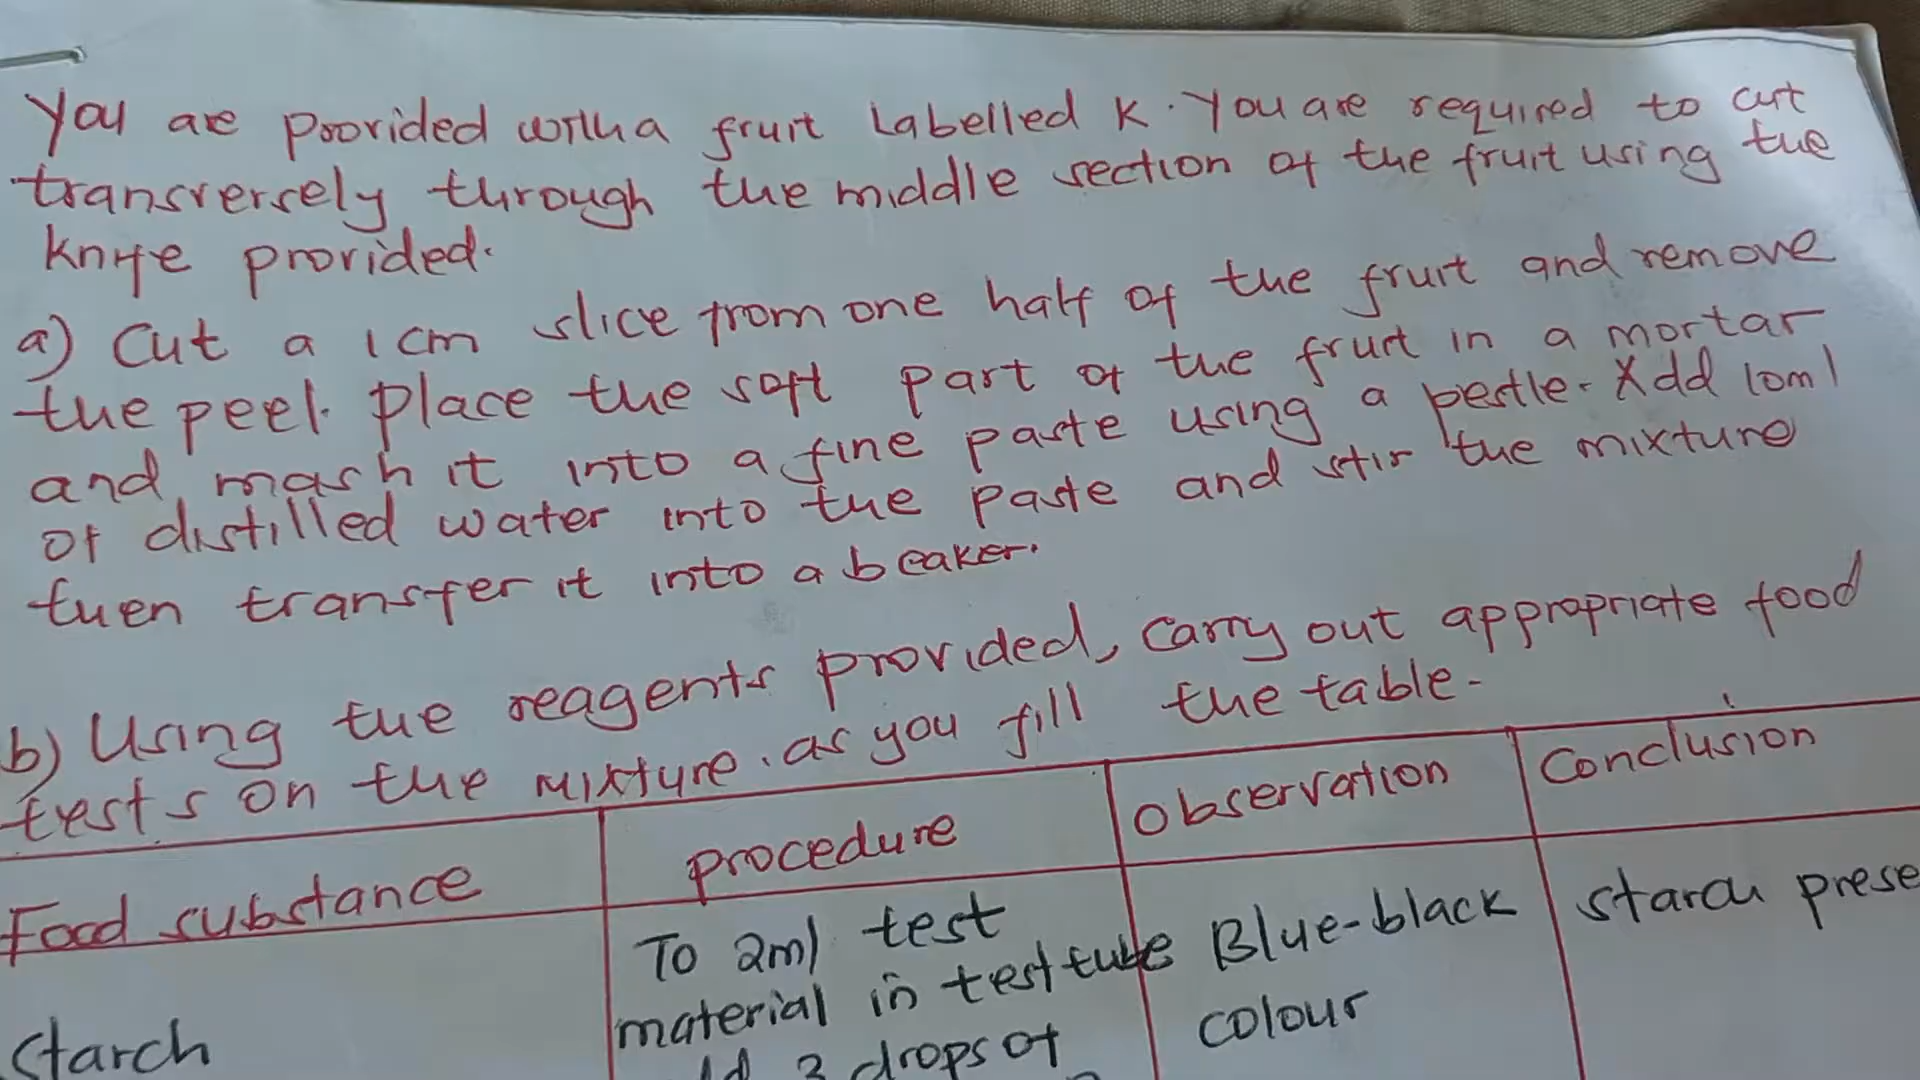 You are provided with a fruit Labelled K. You are required to cut
transversely through the middle section of the fruit using the
knife provided.
a) Cut a 1cm slice from one half of the fruit and remove
the peel. Place the soft part of the fruit in a mortar
and mash it into a fine paste using a pestle. Add 10ml
of distilled water into the paste and stir the mixture
then transfer it into a beaker.
b) Using the reagents provided, carry out appropriate food
tests on the mixture. as you fill the table.
Food substance procedure observation Conclusion
To 2ml test Blue-black starch prese
material in test tube colour
Starch 3 drops of